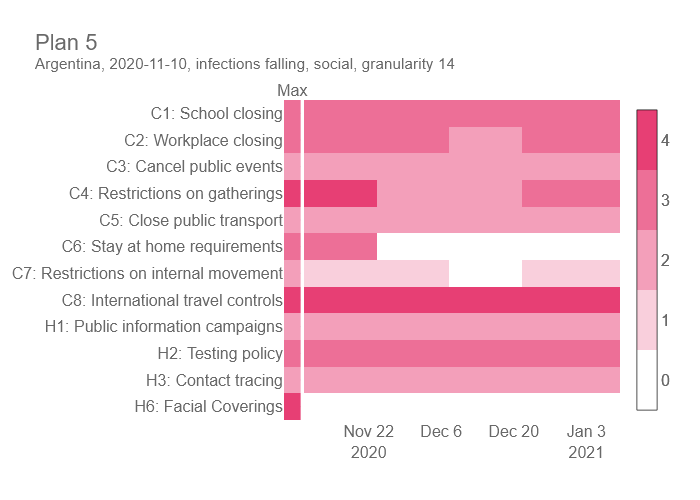 Plan 5
Argentina, 2020-11-10, infections falling, social, granularity 14
Max
C1: School closing
C2: Workplace closing
C3: Cancel public events
C4: Restrictions on gatherings
C5: Close public transport
C6: Stay at home requirements
C7: Restrictions on internal movement
C8: International travel controls
H1: Public information campaigns
H2: Testing policy
H3: Contact tracing
H6: Facial Coverings
4
3
2
1
0
Nov 22 Dec 6 Dec 20 Jan 3
2020 2021